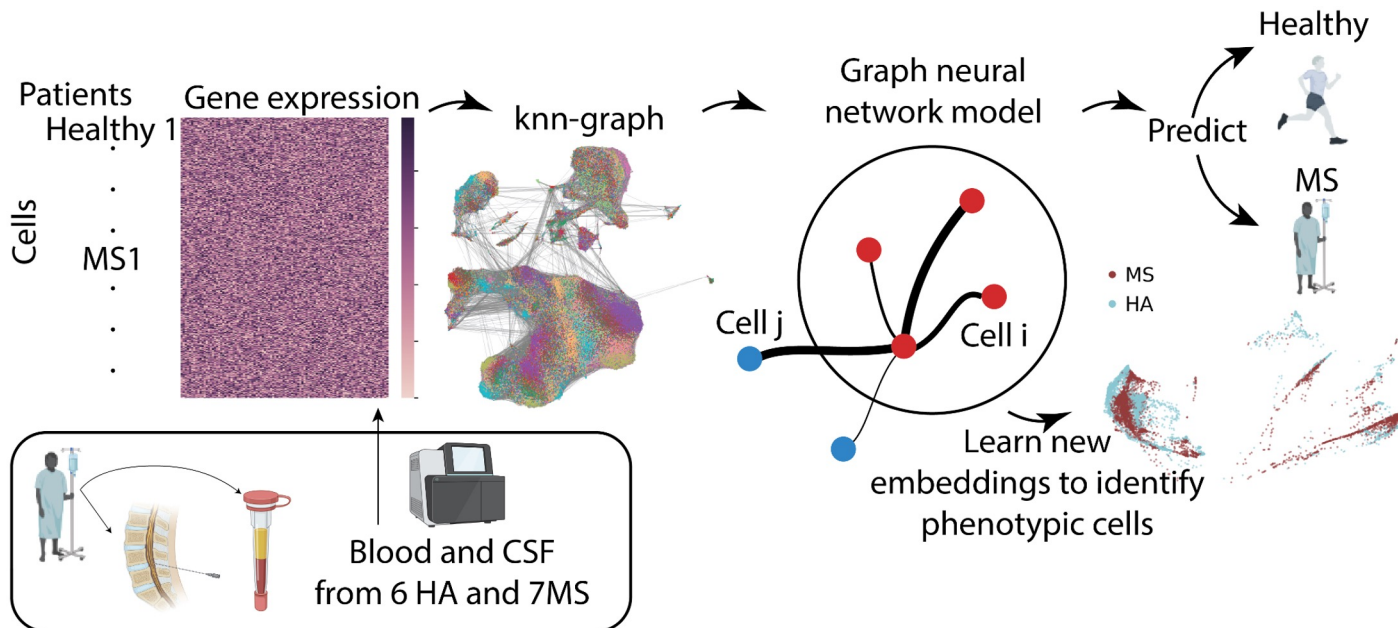 Patients
Healthy 1
Cells
MS1
Gene expression
knn-graph
Graph neural
network model
Cell j
Cell i
Predict
Healthy
MS
MS
HA
Learn new
embeddings to identify
phenotypic cells
Blood and CSF
from 6 HA and 7MS